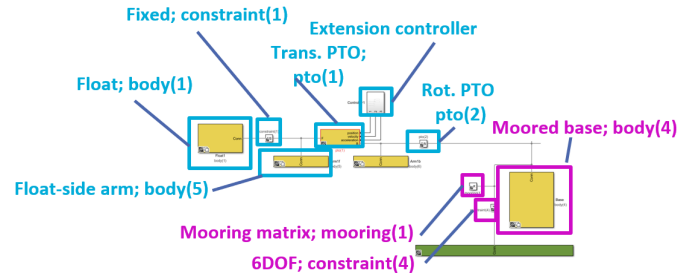 Fixed; constraint(1)
Extension controller
Trans. PTO;
pto(1)
Float; body(1)
Rot. PTO
pto(2)
Moored base; body(4)
Float-side arm; body(5)
Mooring matrix; mooring(1)
6DOF; constraint(4)